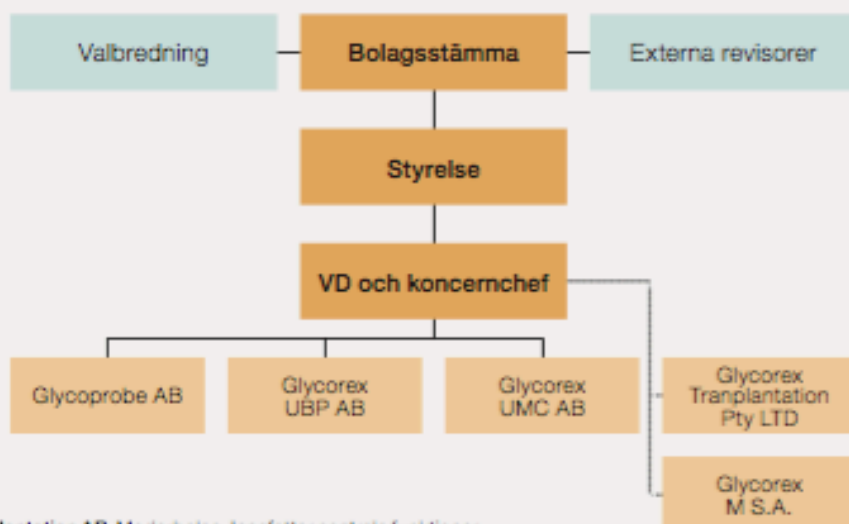 Valbredning
Bolagsstämma
Externa revisorer
Styrelse
VD och koncernchef
Glycoprobe AB
Glycorex
UBP AB
Glycorex
UMC AB
Glycorex
Tranplantation
Pty LTD
Glycorex
M S.A.